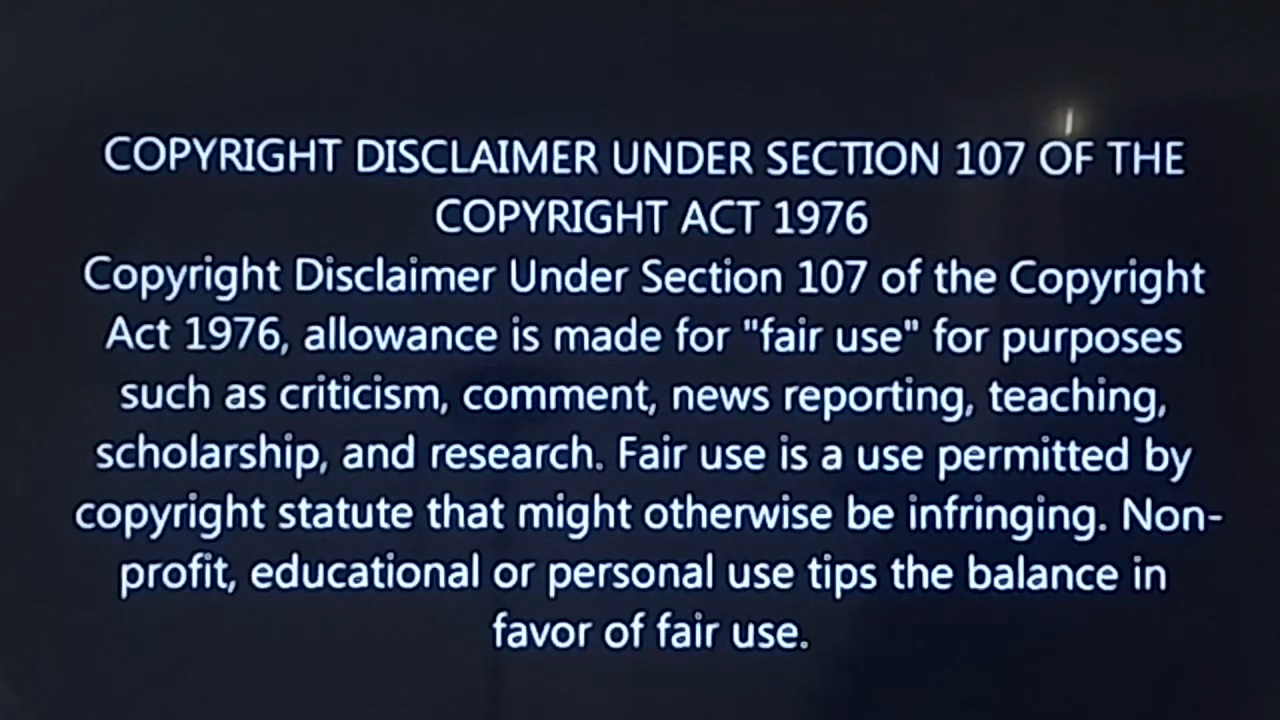 COPYRIGHT DISCLAIMER UNDER SECTION 107 OF THE
COPYRIGHT ACT 1976
Copyright Disclaimer Under Section 107 of the Copyright
Act 1976, allowance is made for "fair use" for purposes
such as criticism, comment, news reporting, teaching,
scholarship, and research. Fair use is a use permitted by
copyright statute that might otherwise be infringing. Non-
profit, educational or personal use tips the balance in
favor of fair use.